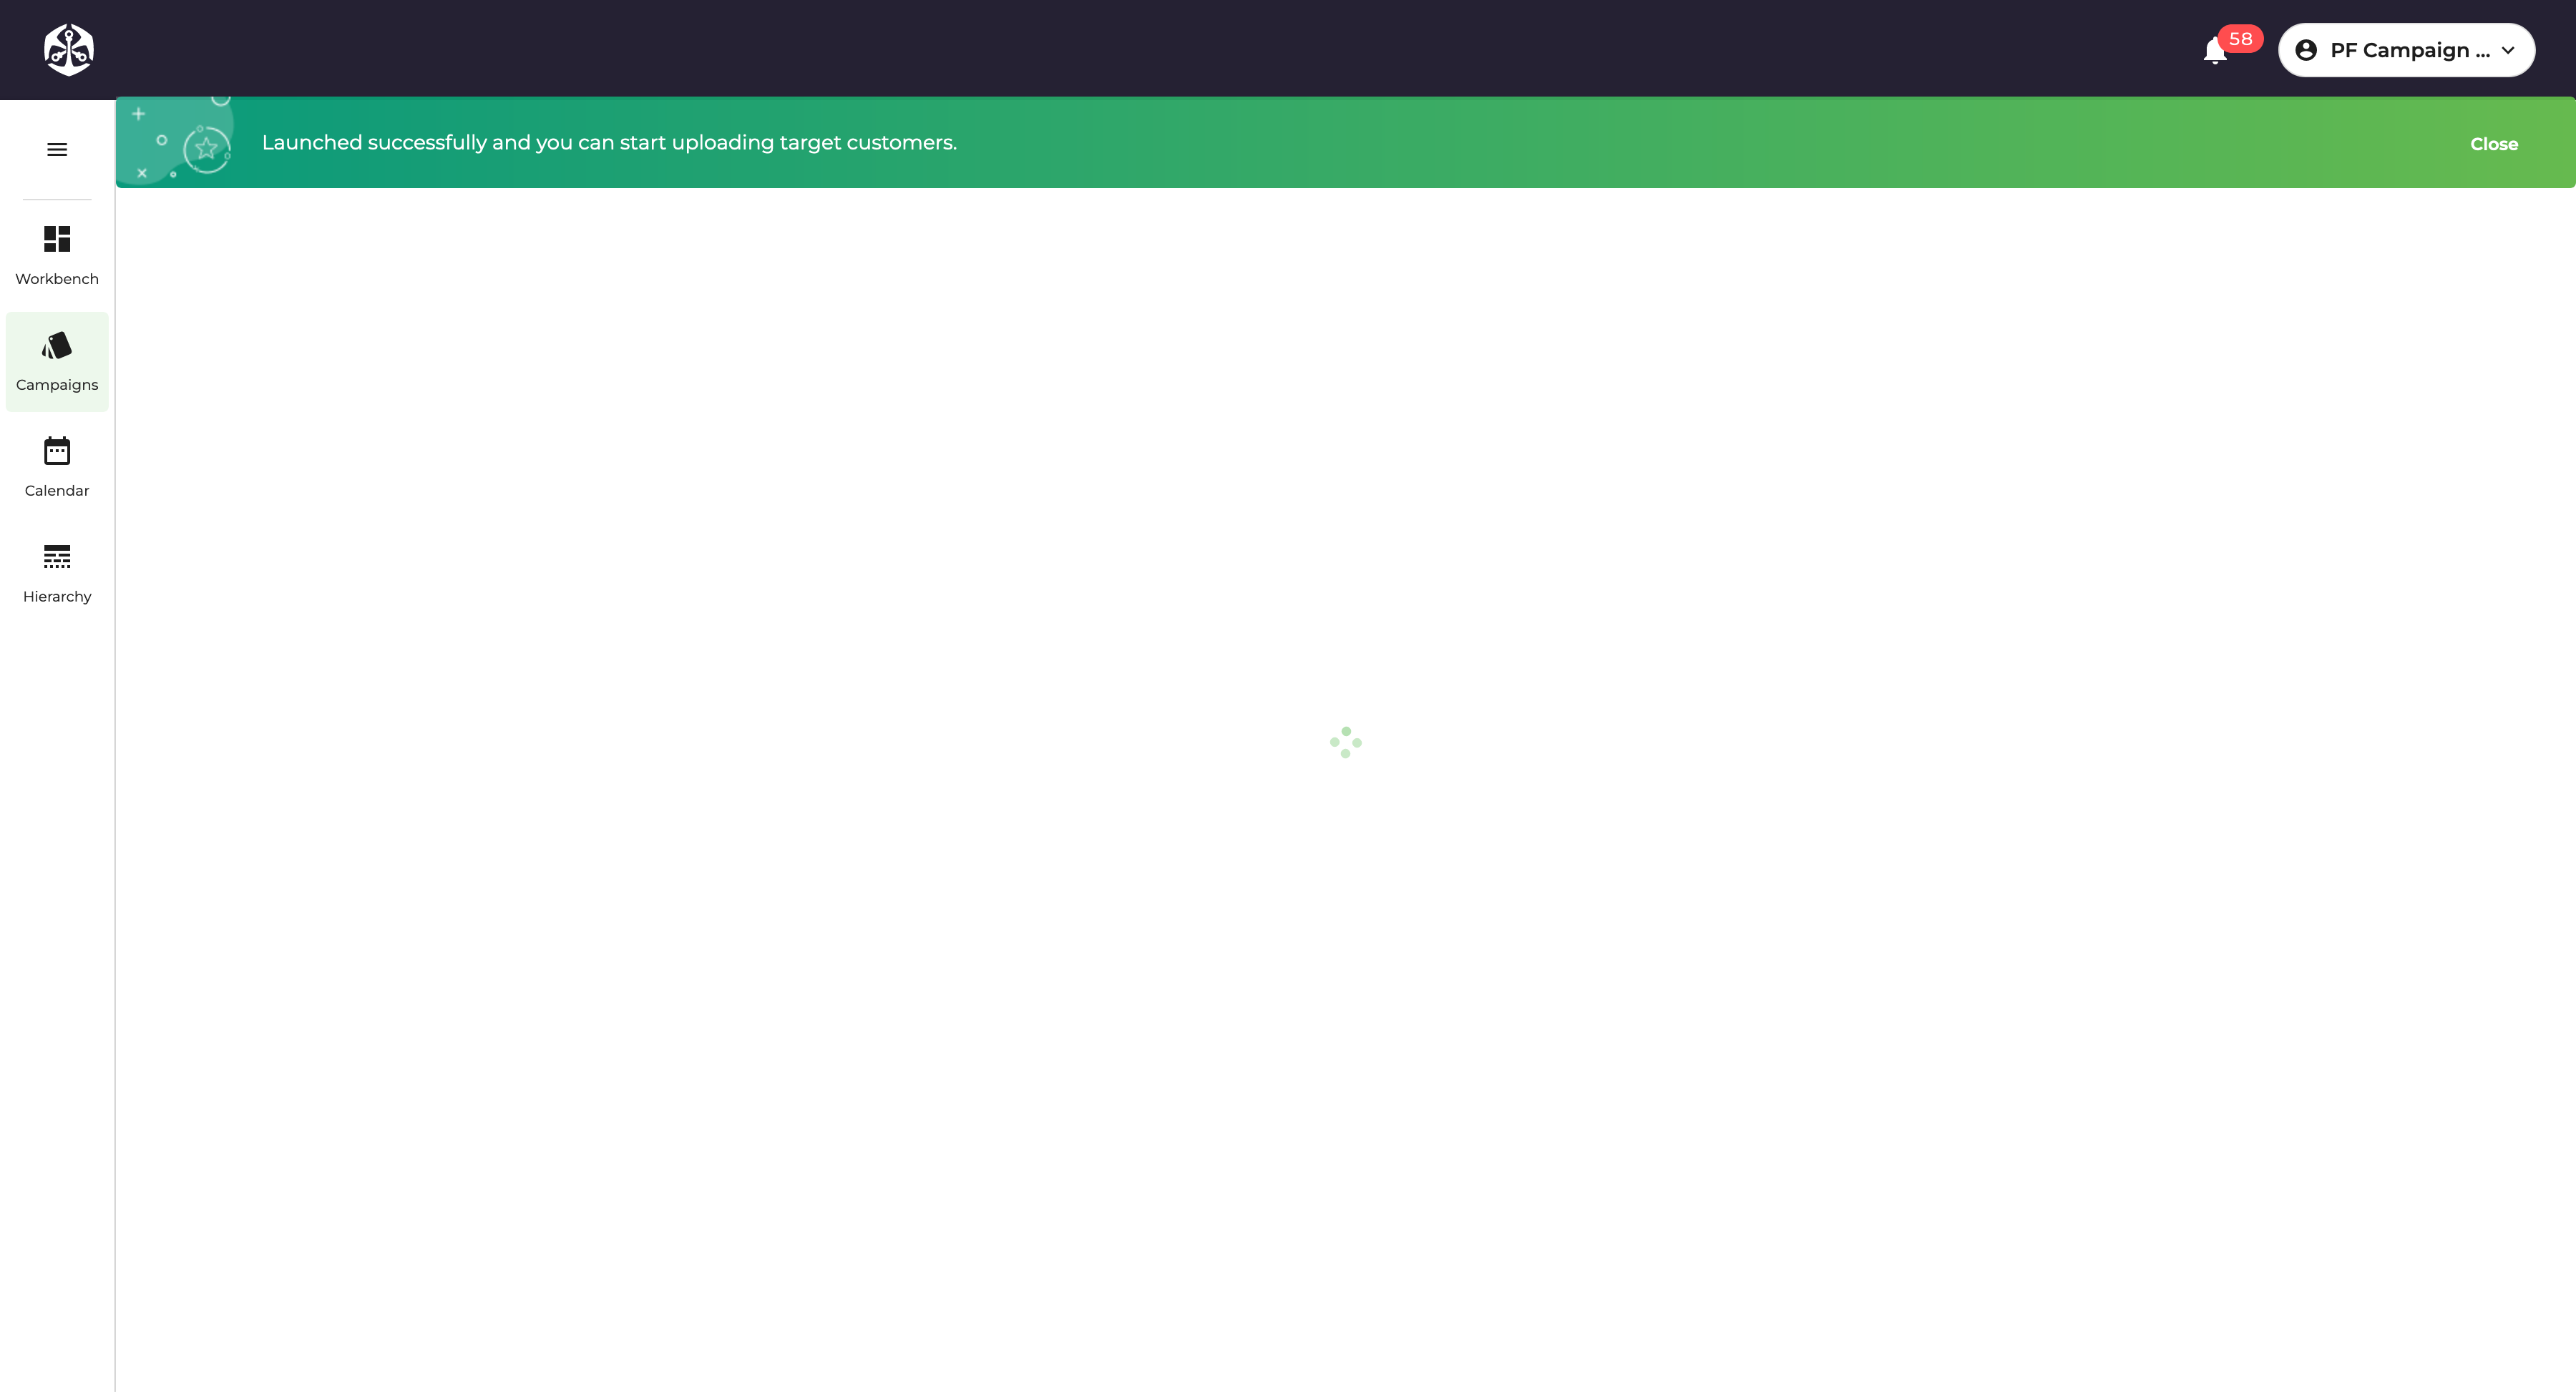 58
PF Campaign ...
Launched successfully and you can start uploading target customers.
Close
Workbench
Campaigns
Calendar
Hierarchy